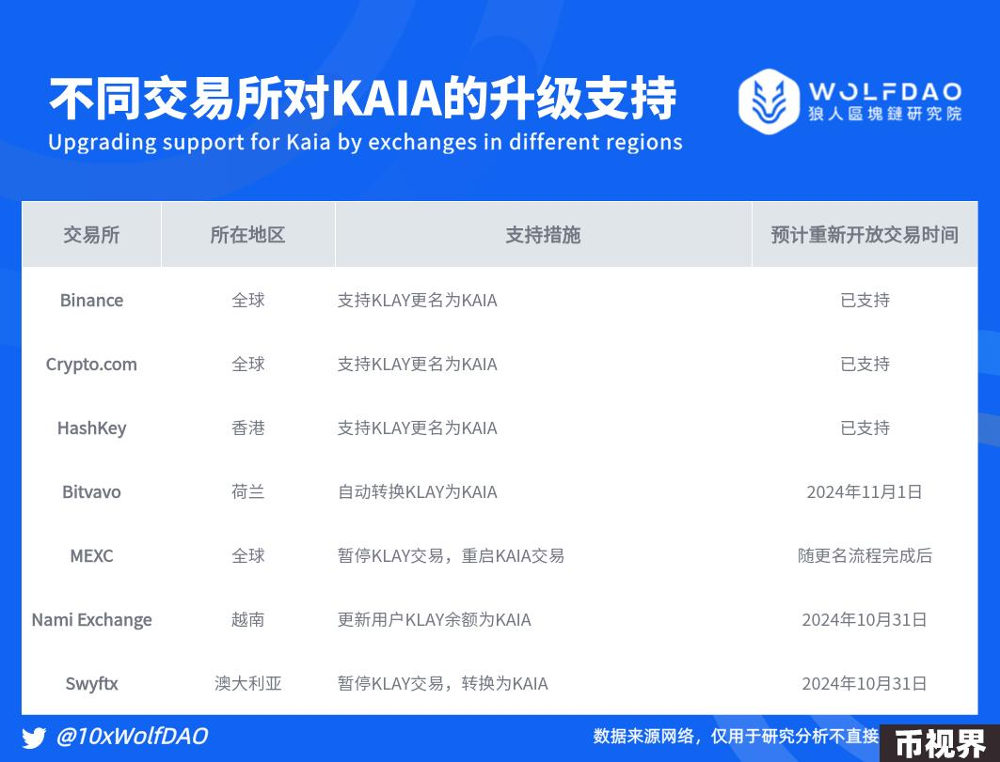 不同交易所对KAIA的升级支持
Upgrading support for Kaia by exchanges in different regions
WOLFDAO
狼人區塊鏈研究院
交易所 所在地区 支持措施 预计重新开放交易时间
Binance 全球 支持KLAY更名为KAIA 已支持
Crypto.com 全球 支持KLAY更名为KAIA 已支持
HashKey 香港 支持KLAY更名为KAIA 已支持
Bitvavo 荷兰 自动转换KLAY为KAIA 2024年11月1日
MEXC 全球 暂停KLAY交易，重启KAIA交易 随更名流程完成后
Nami Exchange 越南 更新用户KLAY余额为KAIA 2024年10月31日
Swyftx 澳大利亚 暂停KLAY交易，转换为KAIA 2024年10月31日
@10xWolfDAO
数据来源网络，仅用于研究分析不直接
币视界